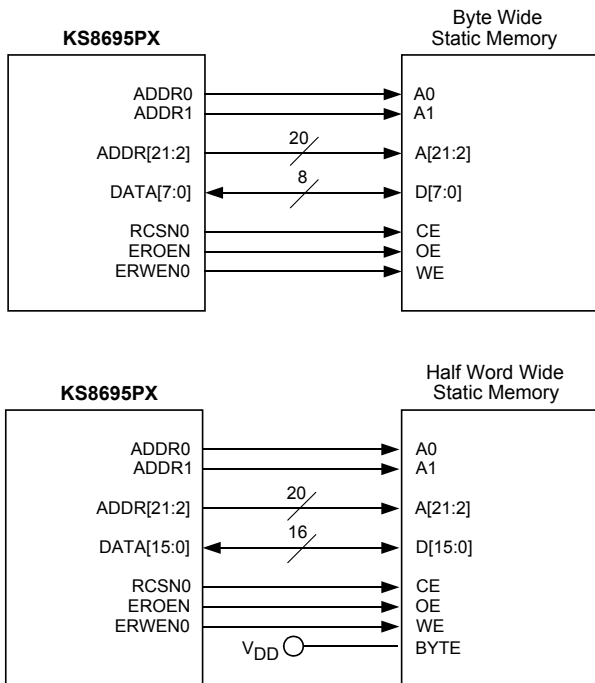 Byte Wide
Static Memory
KS8695PX
ADDR0
A0
ADDR1
A1
ADDR[21:2]
20
A[21:2]
DATA[7:0]
8
D[7:0]
RCSN0
CE
EROEN
OE
ERWEN0
WE
Half Word Wide
Static Memory
KS8695PX
ADDR0
A0
ADDR1
A1
ADDR[21:2]
20
A[21:2]
DATA[15:0]
16
D[15:0]
RCSN0
CE
EROEN
OE
ERWEN0
WE
VDD
BYTE